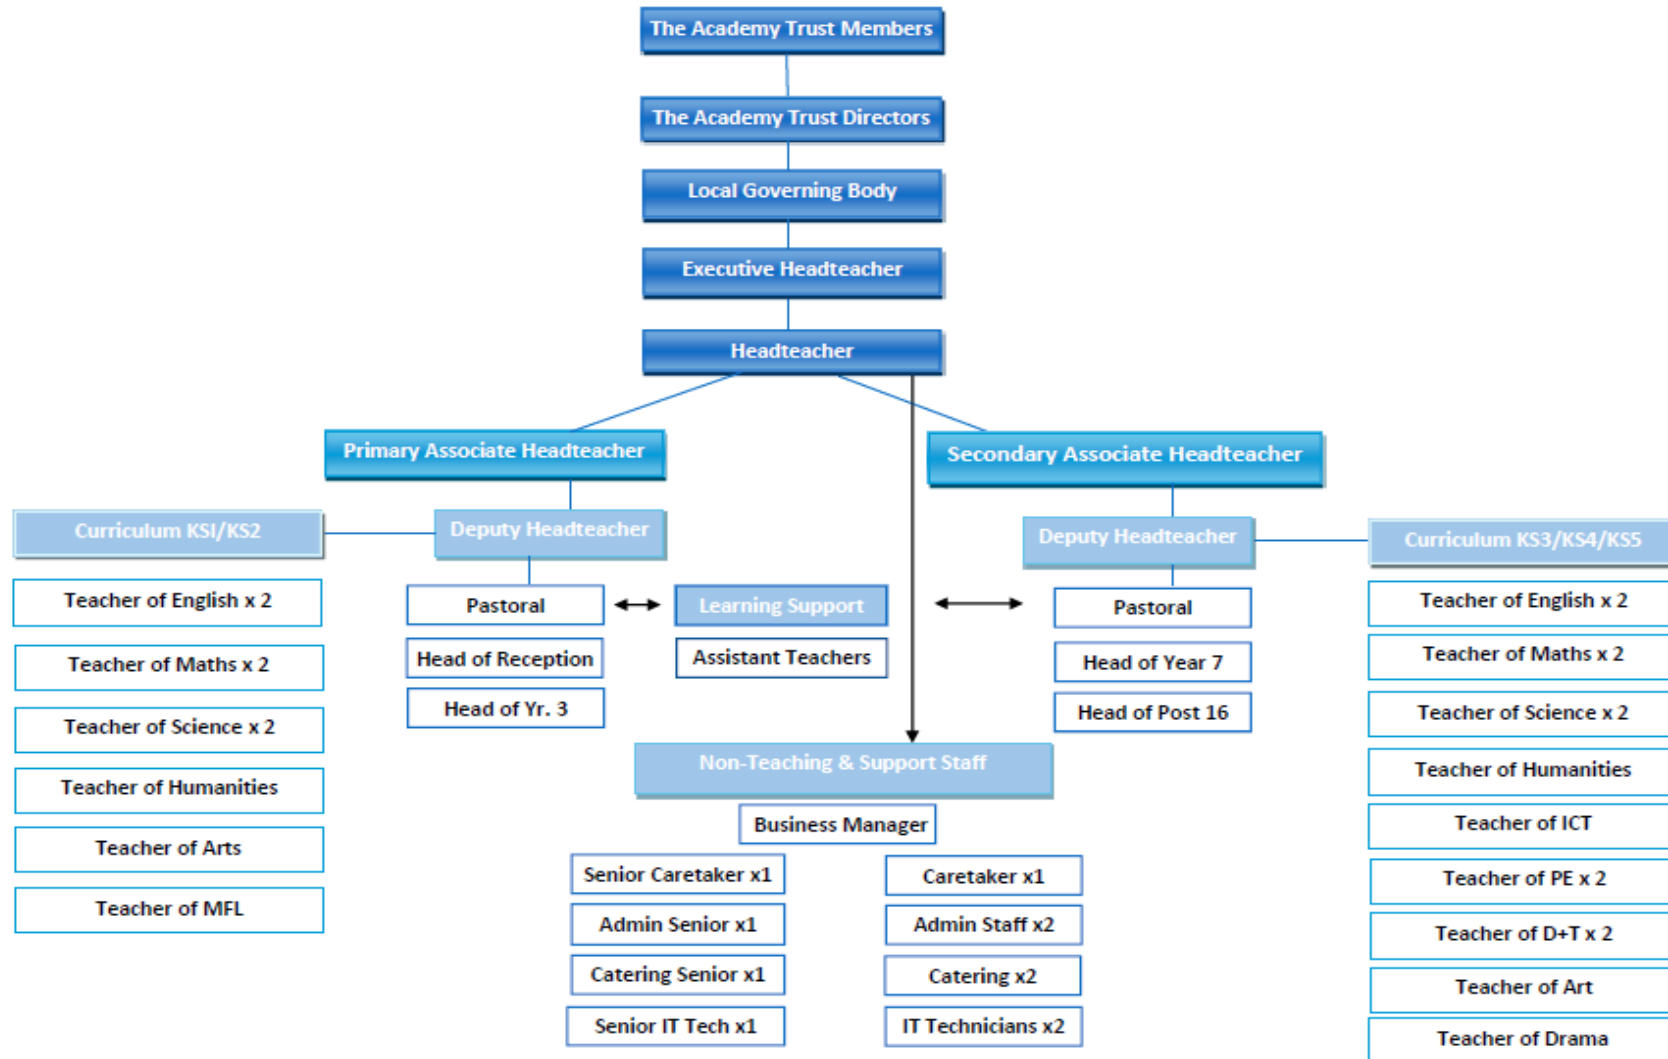 The Academy Trust Members
The Academy Trust Directors
Local Governing Body
Executive Headteacher
Headteacher
Primary Associate Headteacher
Secondary Associate Headteacher
Curriculum KSI/KS2
Deputy Headteacher
Deputy Headteacher
Curriculum KS3/KS4/KS5
Teacher of English x 2
Teacher of Maths x 2
Teacher of Science x 2
Teacher of Humanities
Teacher of Arts
Teacher of MFL
Pastoral
Head of Reception
Head of Yr. 3
Learning Support
Assistant Teachers
Pastoral
Head of Year 7
Head of Post 16
Teacher of English x 2
Teacher of Maths x 2
Teacher of Science x 2
Teacher of Humanities
Teacher of ICT
Teacher of PE x 2
Teacher of D+T x 2
Teacher of Art
Teacher of Drama
Non-Teaching & Support Staff
Business Manager
Senior Caretaker x1
Caretaker x1
Admin Senior x1
Admin Staff x2
Catering Senior x1
Catering x2
Senior IT Tech x1
IT Technicians x2